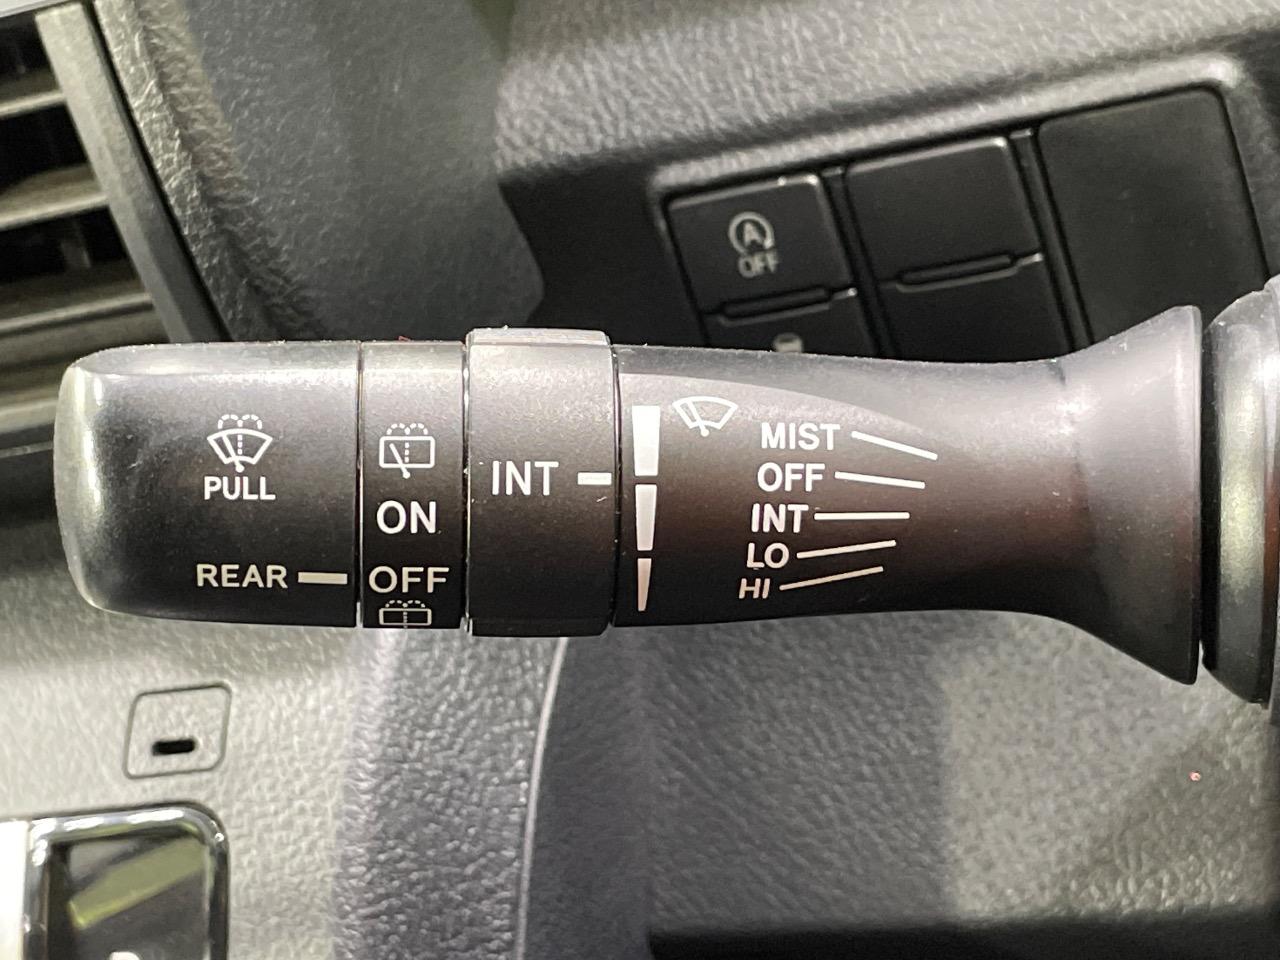 A
OFF
PULL
REAR
ON
OFF
INT
MIST
OFF
INT
LO
HI